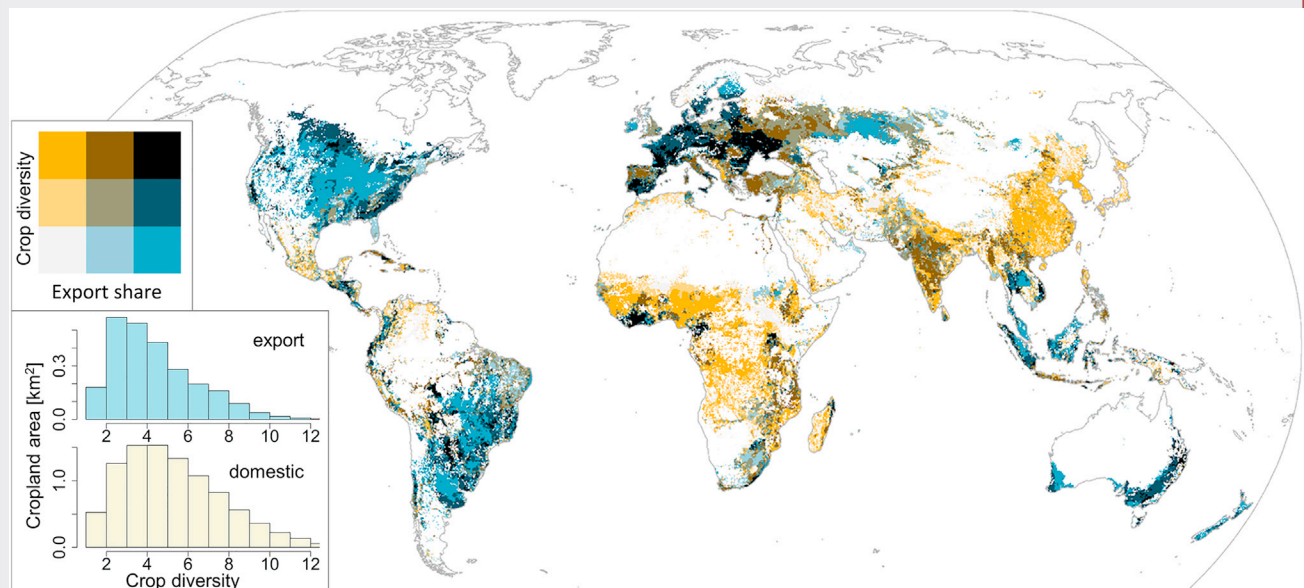 Crop diversity
Export share
export
0.3
0.0
2 4 6 8 10 12
domestic
1.0
0.0
2 4 6 8 10 12
Cropland area [km²]
Crop diversity